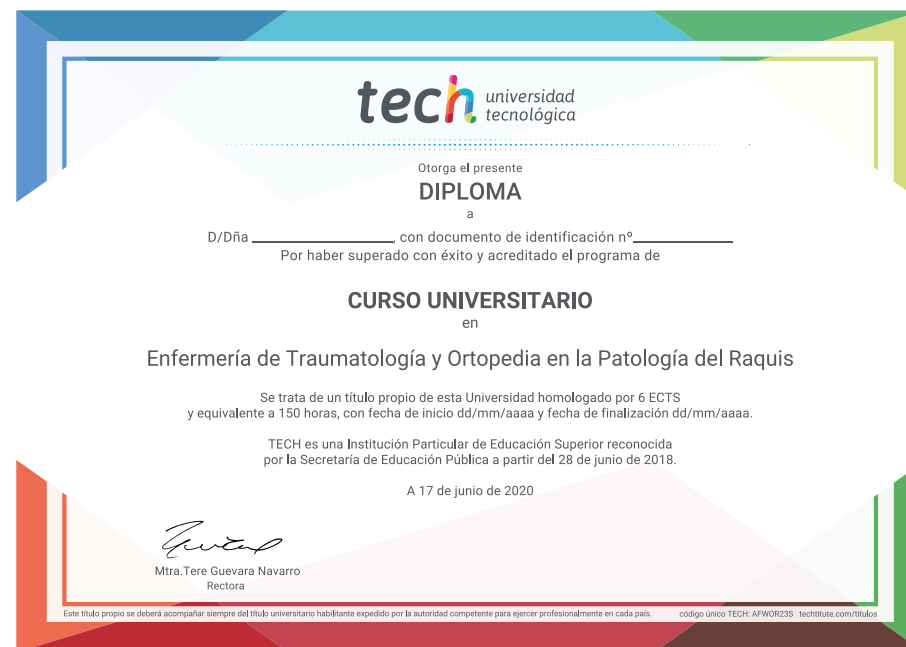 tech universidad
tecnológica
Otorga el presente
DIPLOMA
a
D/Dña ____________________, con documento de identificación nº______________
Por haber superado con éxito y acreditado el programa de
CURSO UNIVERSITARIO
en
Enfermería de Traumatología y Ortopedia en la Patología del Raquis
Se trata de un título propio de esta Universidad homologado por 6 ECTS
y equivalente a 150 horas, con fecha de inicio dd/mm/aaaa y fecha de finalización dd/mm/aaaa.
TECH es una Institución Particular de Educación Superior reconocida
por la Secretaría de Educación Pública a partir del 28 de junio de 2018.
A 17 de junio de 2020
Mtra.Tere Guevara Navarro
Rectora
Este título propio se deberá acompañar siempre del título universitario habilitante expedido por la autoridad competente para ejercer profesionalmente en cada país. código único TECH: AFWOR23S techtitute.com/titulos